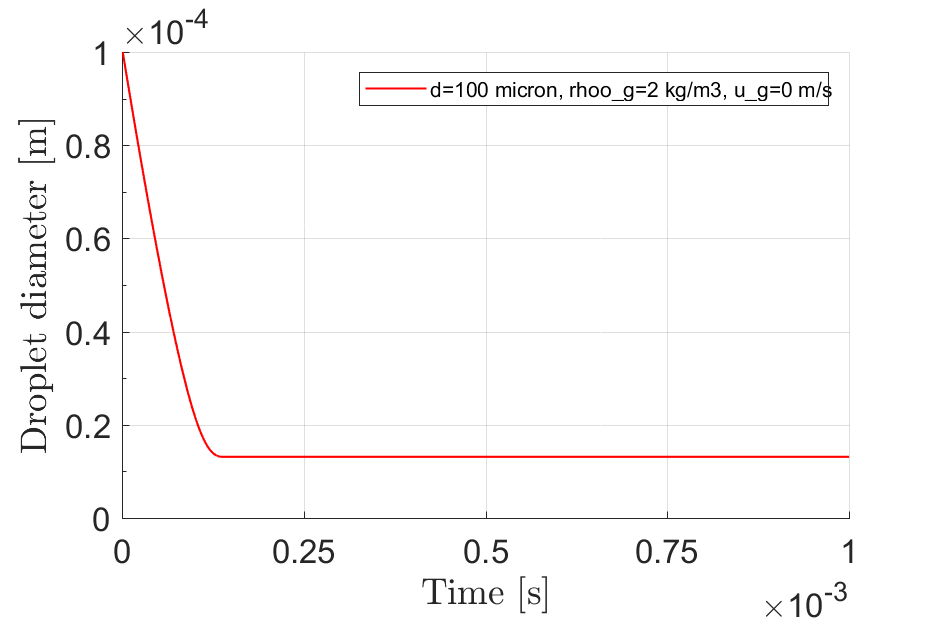 ×10^-4
d=100 micron, rhoo_g=2 kg/m3, u_g=0 m/s
1
0.8
0.6
0.4
0.2
0
Droplet diameter [m]
0 0.25 0.5 0.75 1
Time [s]
×10^-3